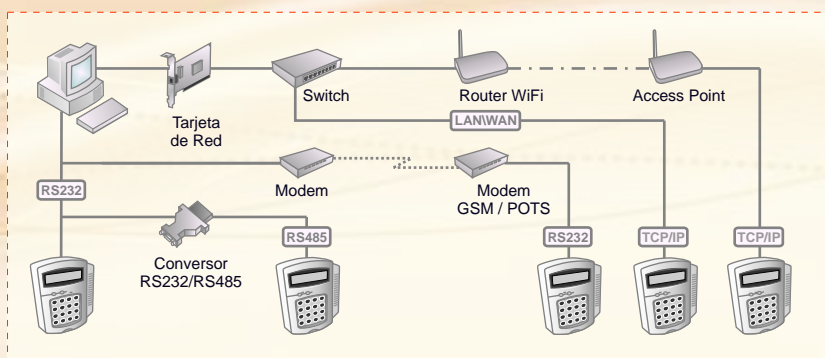 Switch
Router WiFi
Access Point
Tarjeta
de Red
LAN\WAN
RS232
Modem
Modem
GSM / POTS
RS485
RS232
TCP/IP
TCP/IP
Conversor
RS232/RS485